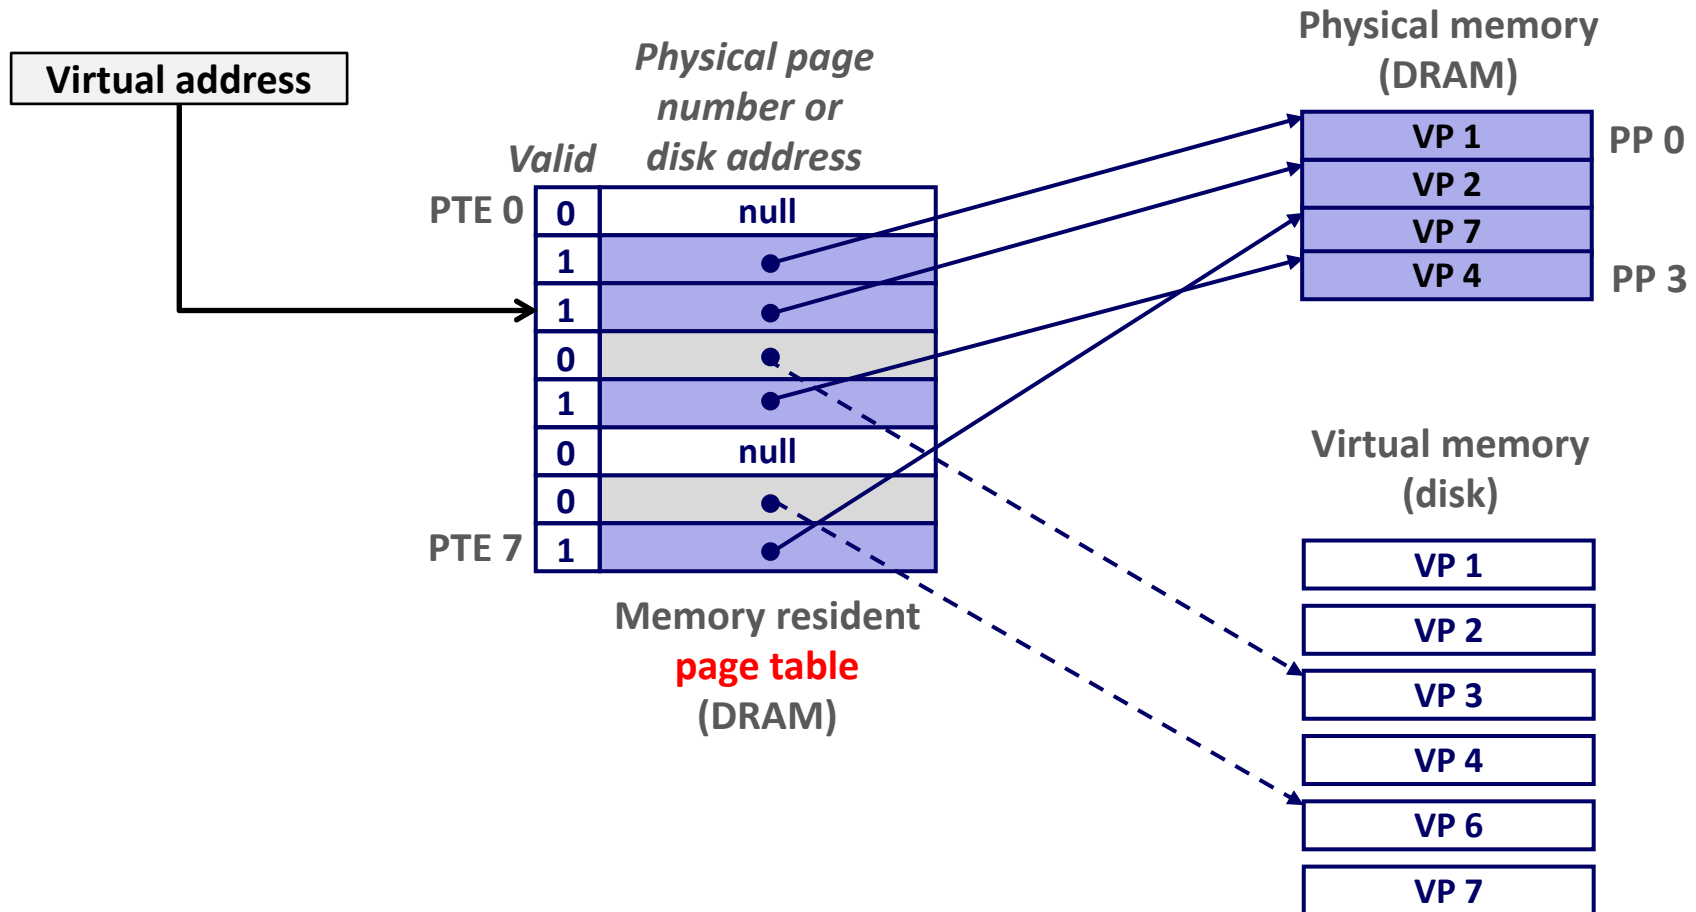 Virtual address
Physical page
number or
disk address
Valid
PTE 0
0
null
1
1
0
1
0
null
0
PTE 7
1
Memory resident
page table
(DRAM)
Physical memory
(DRAM)
VP 1
PP 0
VP 2
VP 7
VP 4
PP 3
Virtual memory
(disk)
VP 1
VP 2
VP 3
VP 4
VP 6
VP 7